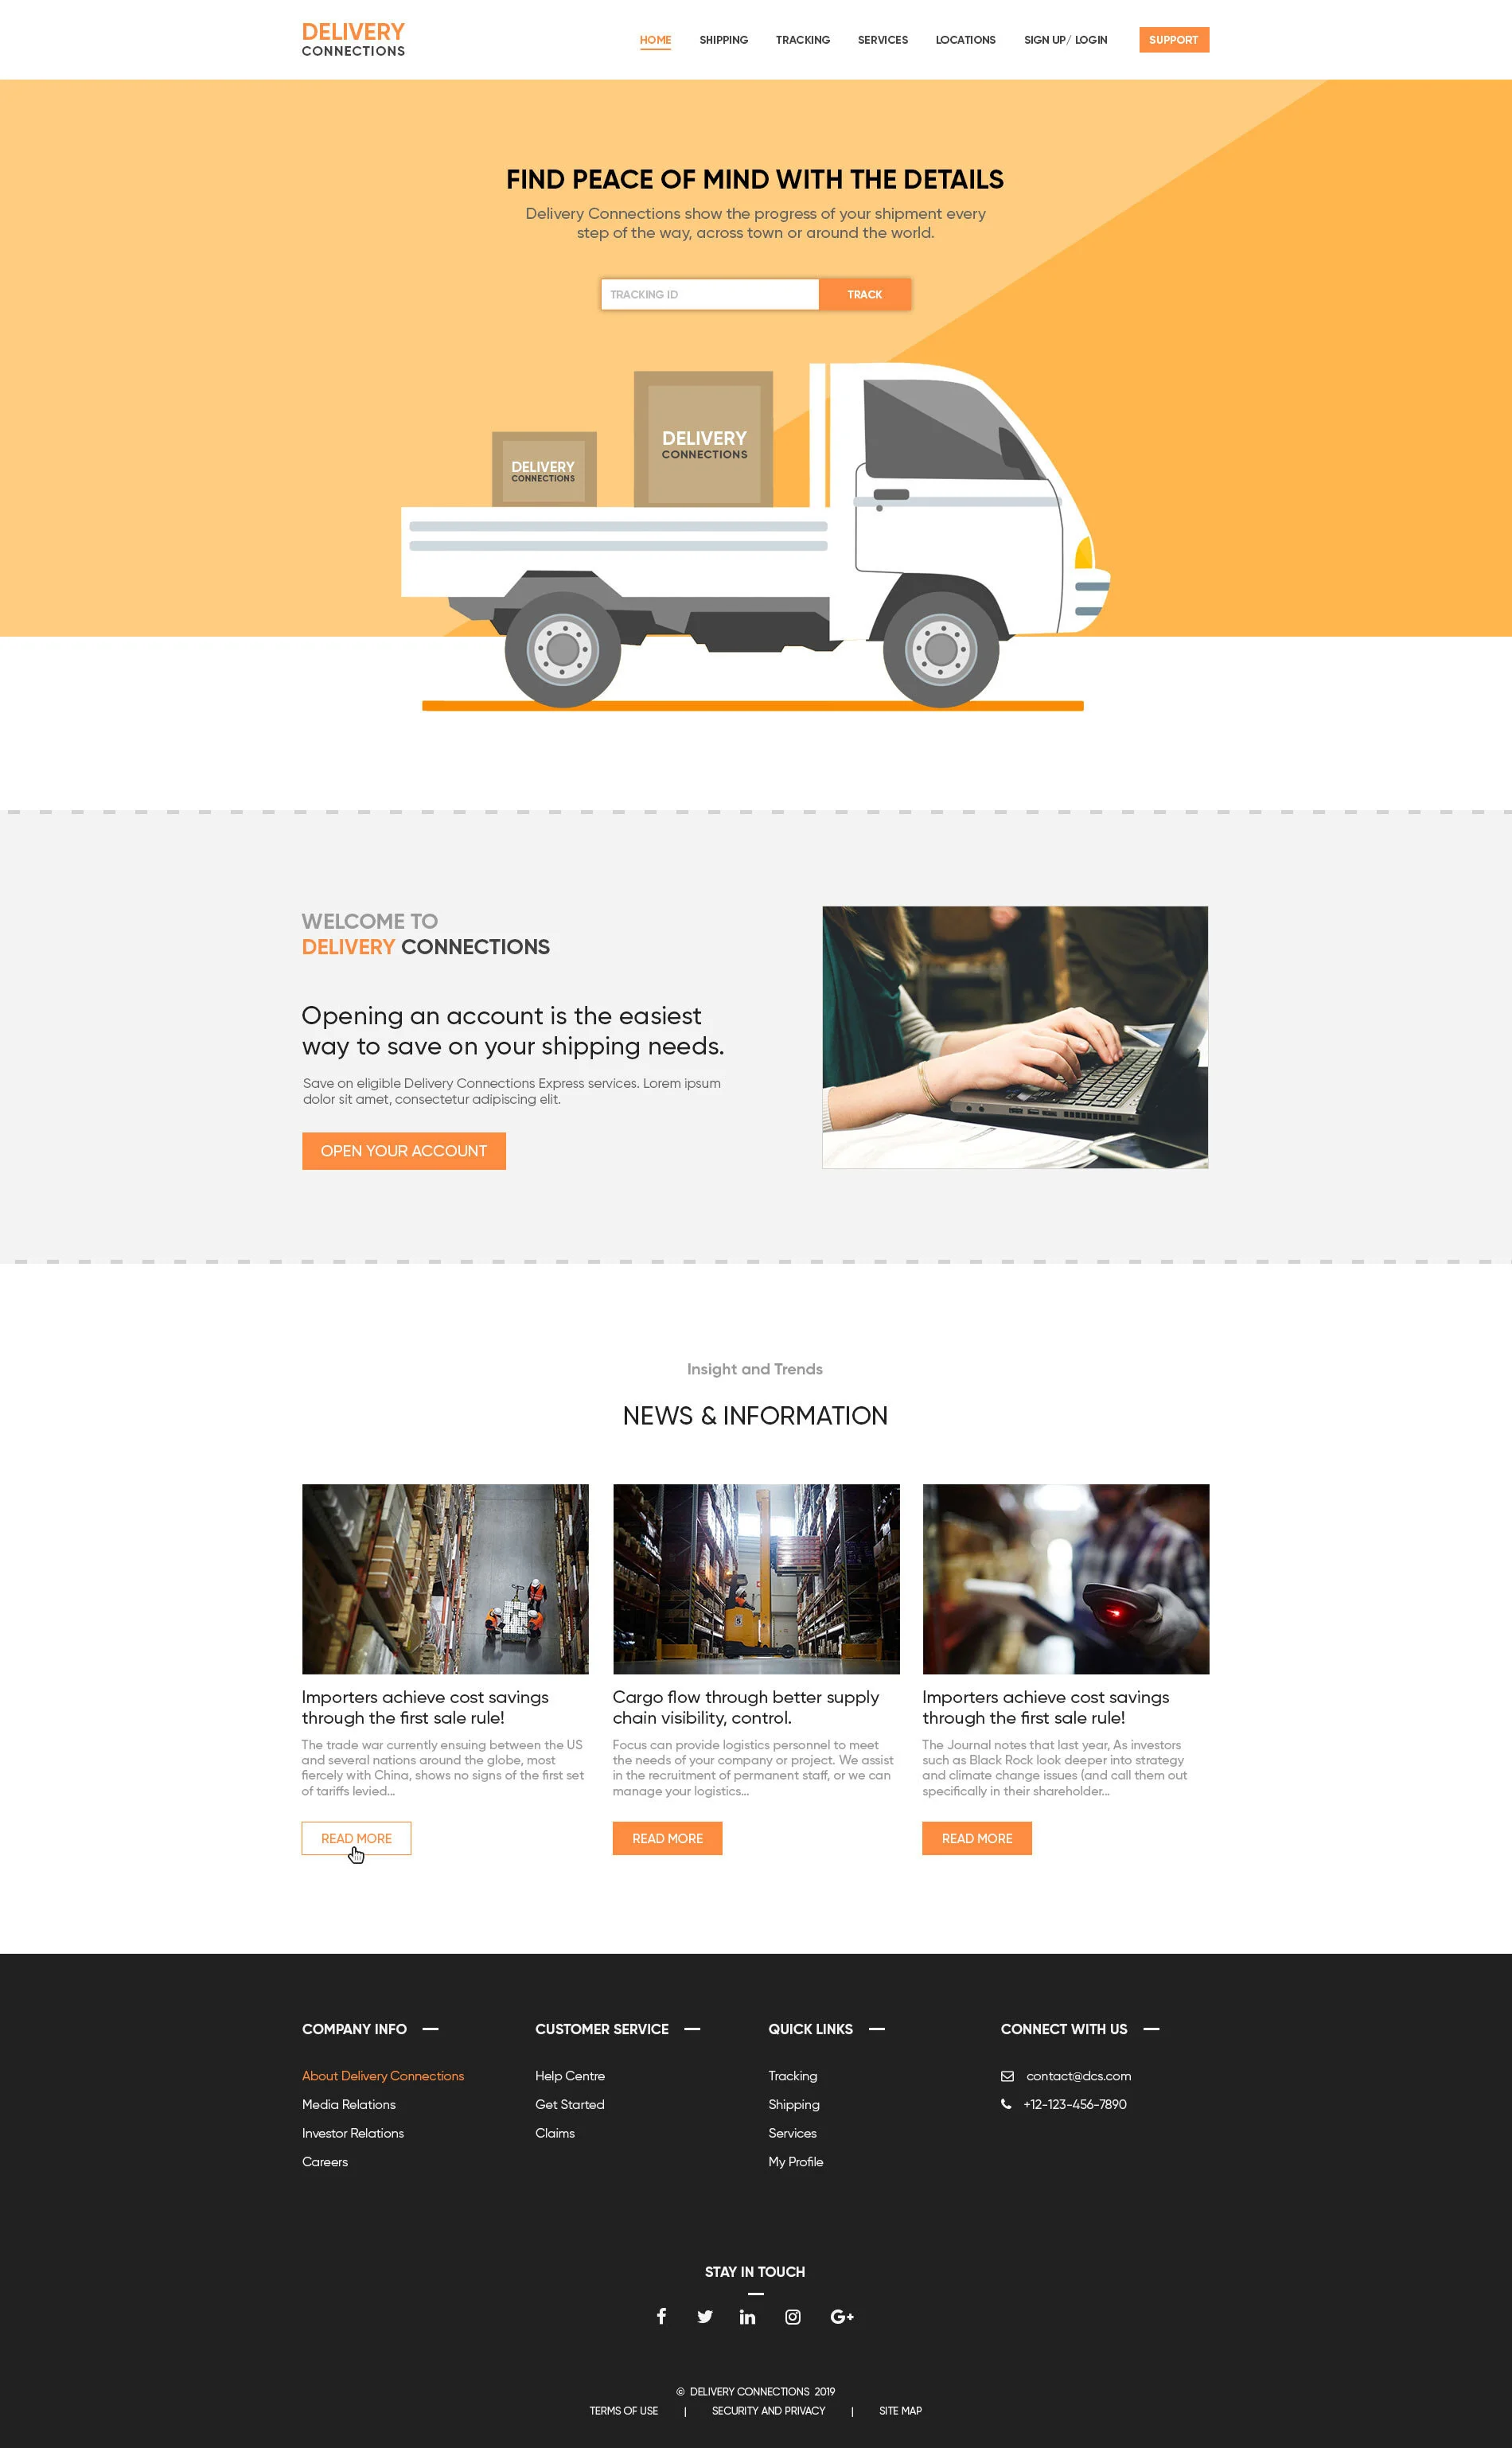 DELIVERY
CONNECTIONS
HOME SHIPPING TRACKING SERVICES LOCATIONS SIGN UP/ LOGIN SUPPORT
FIND PEACE OF MIND WITH THE DETAILS
Delivery Connections show the progress of your shipment every
step of the way, across town or around the world.
TRACKING ID TRACK
DELIVERY
CONNECTIONS
DELIVERY
CONNECTIONS
WELCOME TO
DELIVERY CONNECTIONS
Opening an account is the easiest
way to save on your shipping needs.
Save on eligible Delivery Connections Express services. Lorem ipsum
dolor sit amet, consectetur adipiscing elit.
OPEN YOUR ACCOUNT
Insight and Trends
NEWS & INFORMATION
5
Importers achieve cost savings
through the first sale rule!
The trade war currently ensuing between the US
and several nations around the globe, most
fiercely with China, shows no signs of the first set
of tariffs levied...
READ MORE
Cargo flow through better supply
chain visibility, control.
Focus can provide logistics personnel to meet
the needs of your company or project. We assist
in the recruitment of permanent staff, or we can
manage your logistics...
READ MORE
Importers achieve cost savings
through the first sale rule!
The Journal notes that last year, As investors
such as Black Rock look deeper into strategy
and climate change issues (and call them out
specifically in their shareholder...
READ MORE
COMPANY INFO
About Delivery Connections
Media Relations
Investor Relations
Careers
CUSTOMER SERVICE
Help Centre
Get Started
Claims
QUICK LINKS
Tracking
Shipping
Services
My Profile
CONNECT WITH US
contact@dcs.com
+12-123-456-7890
STAY IN TOUCH
© DELIVERY CONNECTIONS 2019
TERMS OF USE | SECURITY AND PRIVACY | SITE MAP